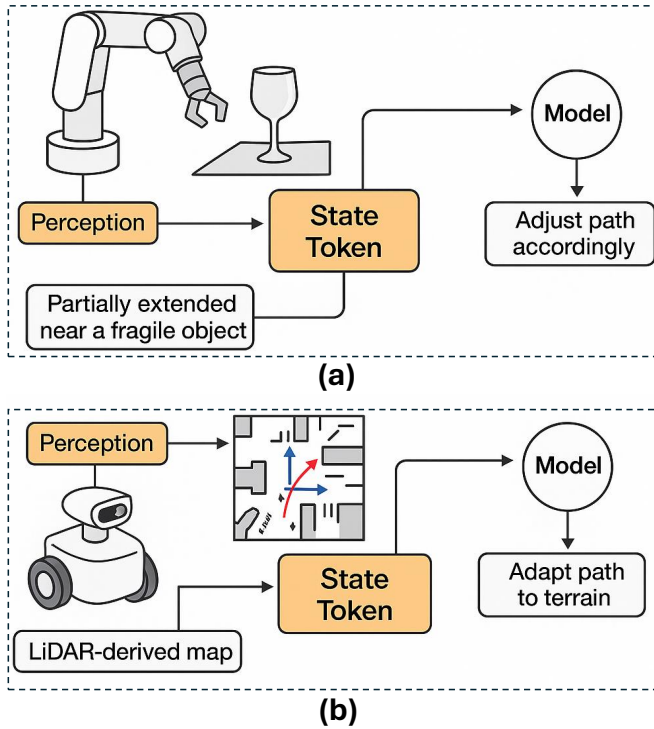 Model
Perception
State
Token
Adjust path
accordingly
Partially extended
near a fragile object
(a)
Perception
Model
State
Token
Adapt path
to terrain
LiDAR-derived map
(b)